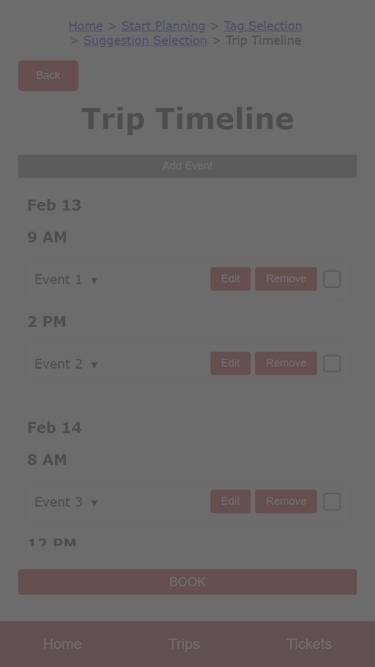 Home > Start Planning > Tag Selection
> Suggestion Selection > Trip Timeline
Back
Trip Timeline
Add Event
Feb 13
9 AM
Event 1 ▼ Edit Remove
2 PM
Event 2 ▼ Edit Remove
Feb 14
8 AM
Event 3 ▼ Edit Remove
12 PM
BOOK
Home Trips Tickets